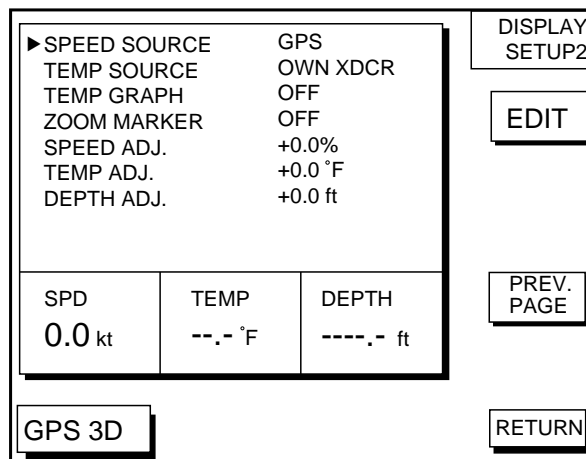 DISPLAY
SETUP2
▶SPEED SOURCE GPS
TEMP SOURCE OWN XDCR
TEMP GRAPH OFF
ZOOM MARKER OFF
SPEED ADJ. +0.0%
TEMP ADJ. +0.0 °F
DEPTH ADJ. +0.0 ft
EDIT
PREV.
PAGE
SPD TEMP DEPTH
0.0 kt --.- °F ----.- ft
GPS 3D
RETURN